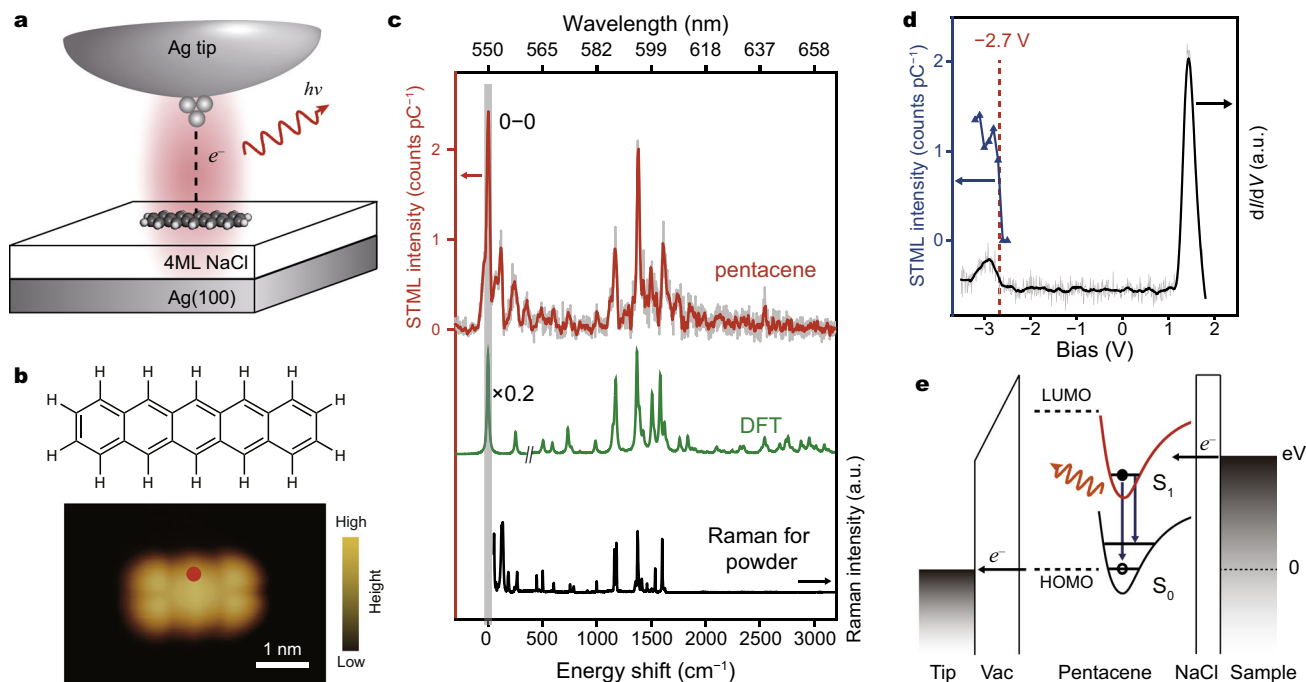 a
Ag tip
hν
e⁻
4ML NaCl
Ag(100)
b
H H H H H
H H
H H
H H H H H
High
Height
Low
1 nm
c
Wavelength (nm)
550 565 582 599 618 637 658
STML intensity (counts pC⁻¹)
2
1
0
0−0
pentacene
×0.2
DFT
Raman for
powder
Raman intensity (a.u.)
0 500 1000 1500 2000 2500 3000
Energy shift (cm⁻¹)
d
−2.7 V
STML intensity (counts pC⁻¹)
2
1
0
dI/dV (a.u.)
−3 −2 −1 0 1 2
Bias (V)
e
LUMO
e⁻
eV
S₁
e⁻
HOMO
S₀
0
Tip Vac Pentacene NaCl Sample